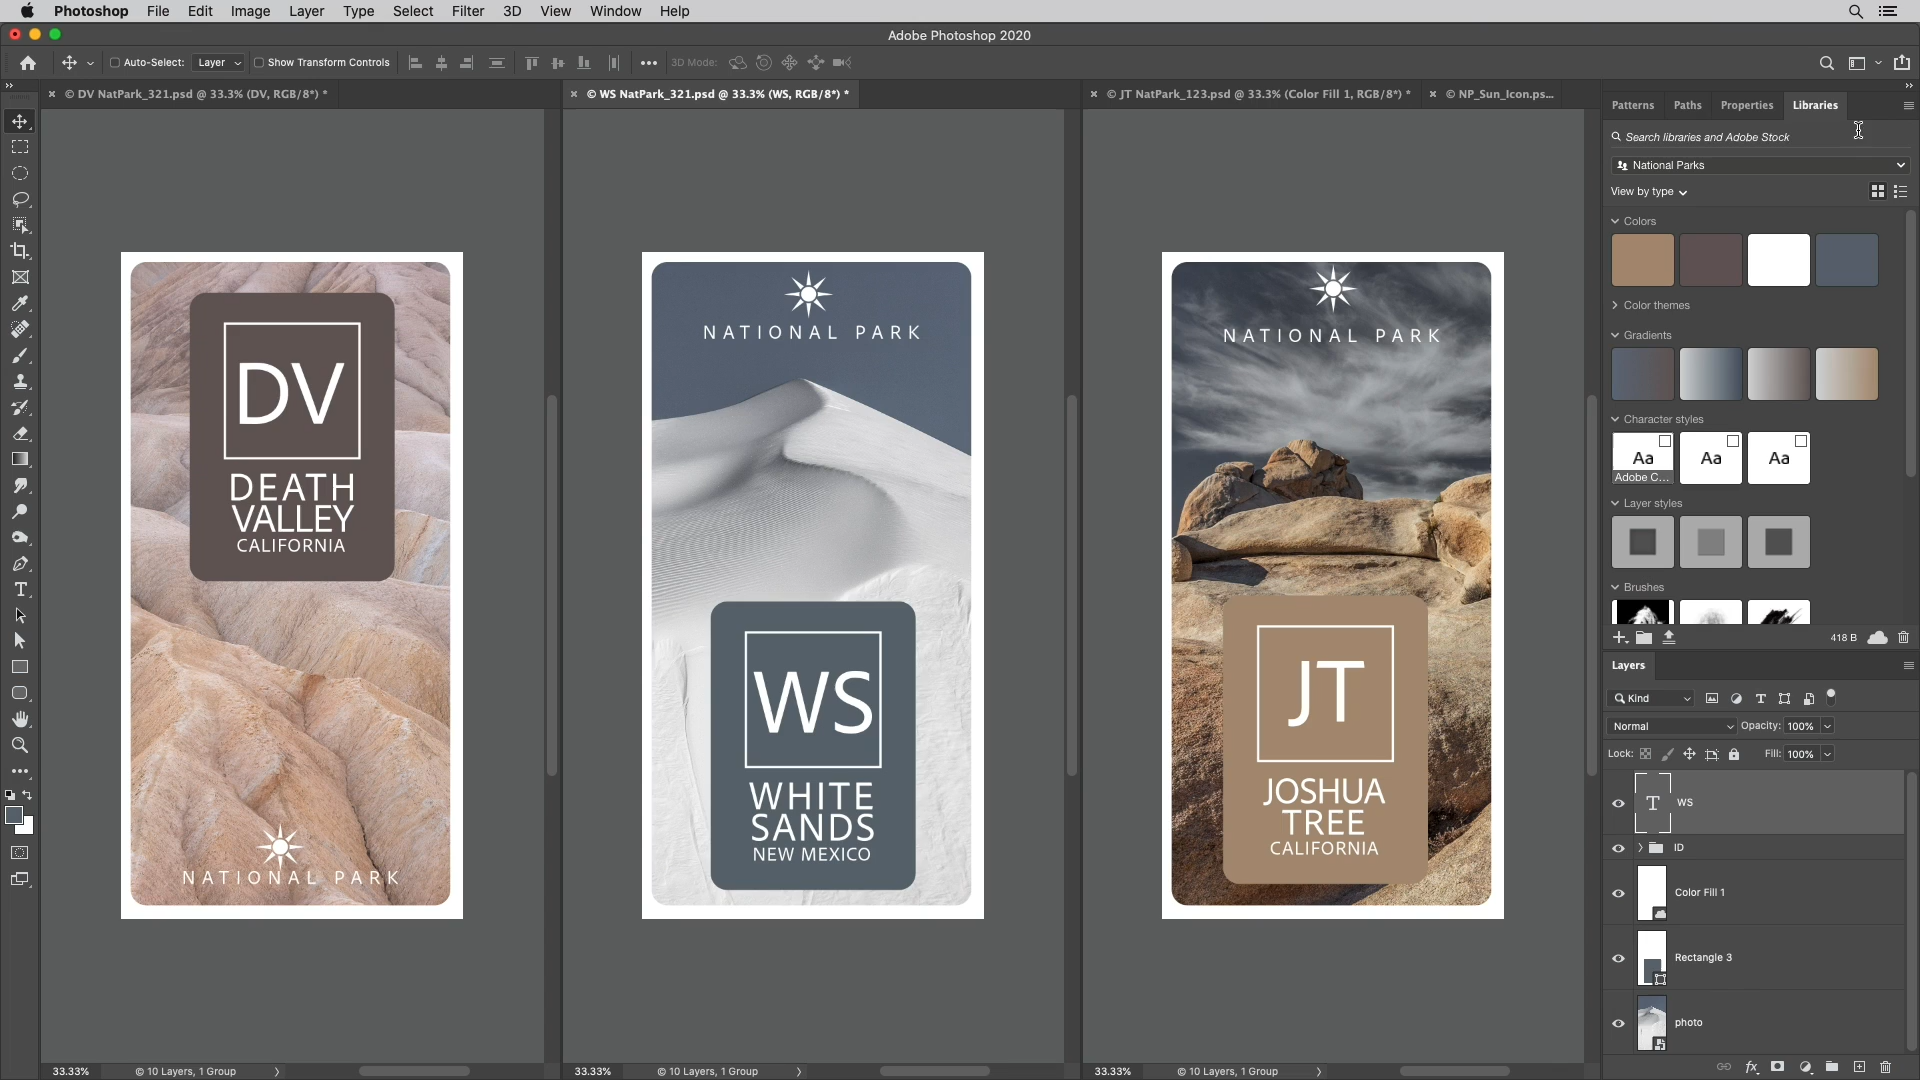 Photoshop File Edit Image Layer Type Select Filter 3D View Window Help
Adobe Photoshop 2020
Auto-Select: Layer Show Transform Controls 3D Mode:
© DV NatPark_321.psd @ 33.3% (DV, RGB/8*) *
© WS NatPark_321.psd @ 33.3% (WS, RGB/8*) *
© JT NatPark_123.psd @ 33.3% (Color Fill 1, RGB/8*) *
© NP_Sun_Icon.ps...
DV
DEATH
VALLEY
CALIFORNIA
NATIONAL PARK
33.33% © 10 Layers, 1 Group
NATIONAL PARK
WS
WHITE
SANDS
NEW MEXICO
33.33% © 10 Layers, 1 Group
NATIONAL PARK
JT
JOSHUA
TREE
CALIFORNIA
33.33% © 10 Layers, 1 Group
Patterns Paths Properties Libraries
Search libraries and Adobe Stock
National Parks
View by type
Colors
Color themes
Gradients
Character styles
Aa Aa Aa
Adobe C...
Layer styles
Brushes
418 B
Layers
Kind
Normal Opacity: 100%
Lock: Fill: 100%
T WS
ID
Color Fill 1
Rectangle 3
photo
fx